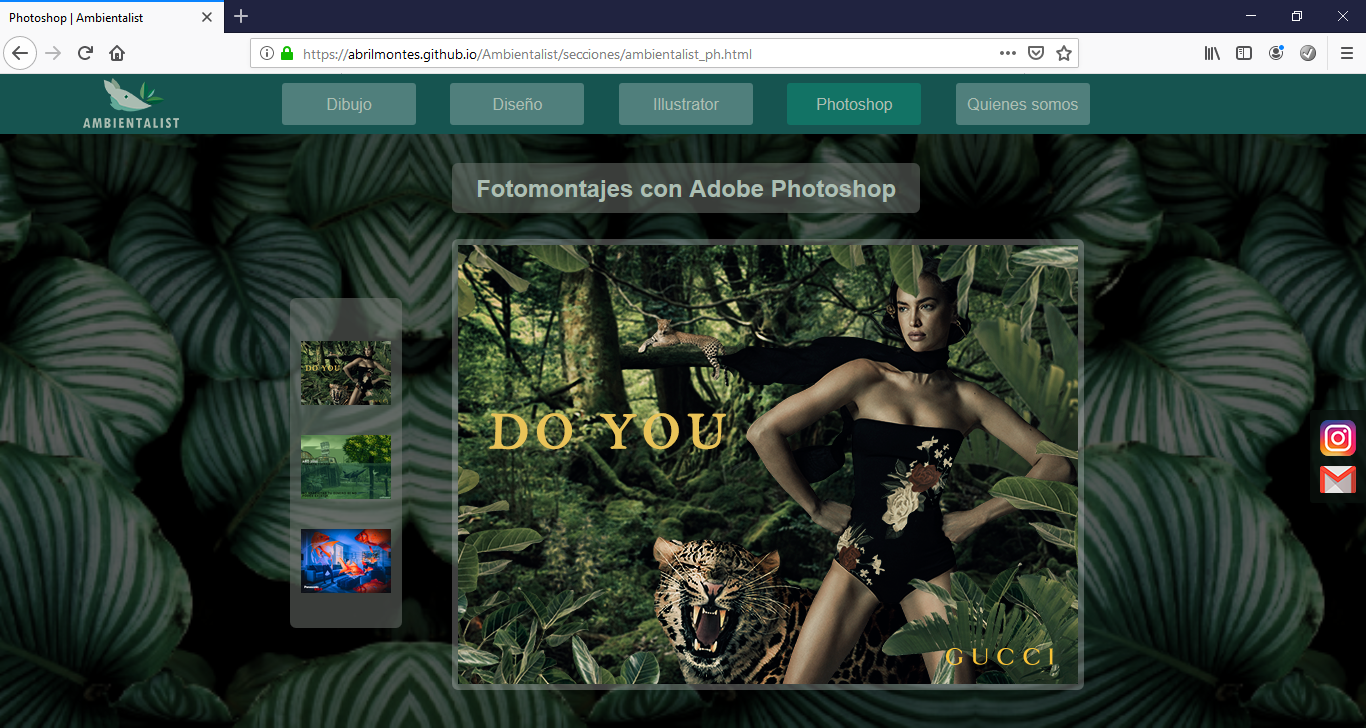 Photoshop | Ambientalist
https://abrilmontes.github.io/Ambientalist/secciones/ambientalist_ph.html
AMBIENTALIST
Dibujo
Diseño
Illustrator
Photoshop
Quienes somos
Fotomontajes con Adobe Photoshop
DO YOU
DO YOU
GUCCI